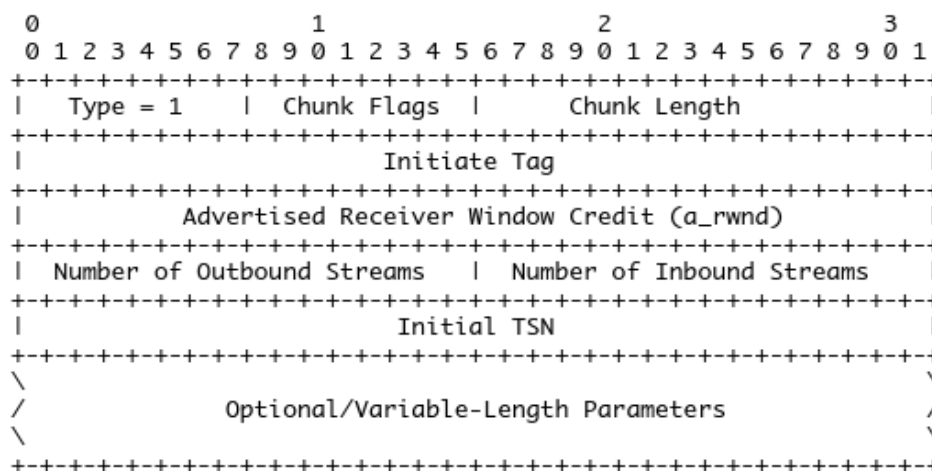 0                   1                   2                   3
 0 1 2 3 4 5 6 7 8 9 0 1 2 3 4 5 6 7 8 9 0 1 2 3 4 5 6 7 8 9 0 1
+-+-+-+-+-+-+-+-+-+-+-+-+-+-+-+-+-+-+-+-+-+-+-+-+-+-+-+-+-+-+-+-+
|   Type = 1    |  Chunk Flags  |      Chunk Length             |
+-+-+-+-+-+-+-+-+-+-+-+-+-+-+-+-+-+-+-+-+-+-+-+-+-+-+-+-+-+-+-+-+
|                         Initiate Tag                          |
+-+-+-+-+-+-+-+-+-+-+-+-+-+-+-+-+-+-+-+-+-+-+-+-+-+-+-+-+-+-+-+-+
|           Advertised Receiver Window Credit (a_rwnd)          |
+-+-+-+-+-+-+-+-+-+-+-+-+-+-+-+-+-+-+-+-+-+-+-+-+-+-+-+-+-+-+-+-+
|  Number of Outbound Streams   |  Number of Inbound Streams    |
+-+-+-+-+-+-+-+-+-+-+-+-+-+-+-+-+-+-+-+-+-+-+-+-+-+-+-+-+-+-+-+-+
|                          Initial TSN                          |
+-+-+-+-+-+-+-+-+-+-+-+-+-+-+-+-+-+-+-+-+-+-+-+-+-+-+-+-+-+-+-+-+
\                                                               \
/              Optional/Variable-Length Parameters              /
\                                                               \
+-+-+-+-+-+-+-+-+-+-+-+-+-+-+-+-+-+-+-+-+-+-+-+-+-+-+-+-+-+-+-+-+